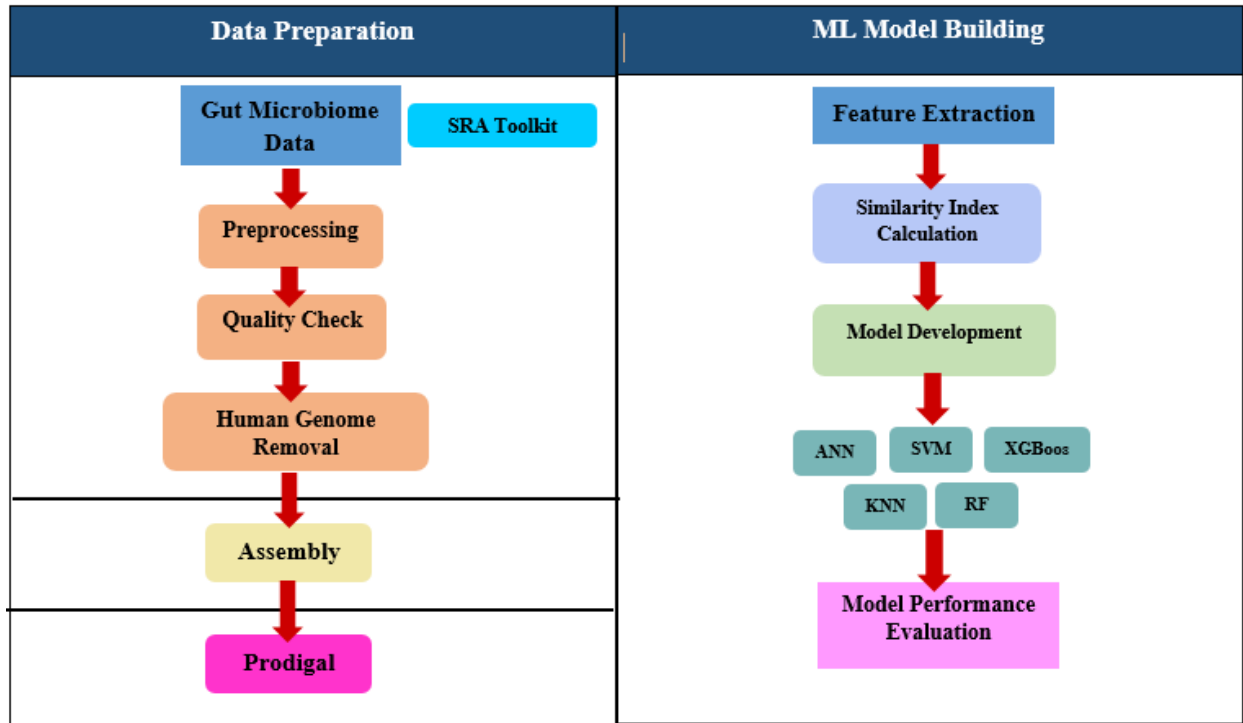 Data Preparation
Gut Microbiome
Data
SRA Toolkit
Preprocessing
Quality Check
Human Genome
Removal
Assembly
Prodigal
ML Model Building
Feature Extraction
Similarity Index
Calculation
Model Development
ANN
SVM
XGBoos
KNN
RF
Model Performance
Evaluation